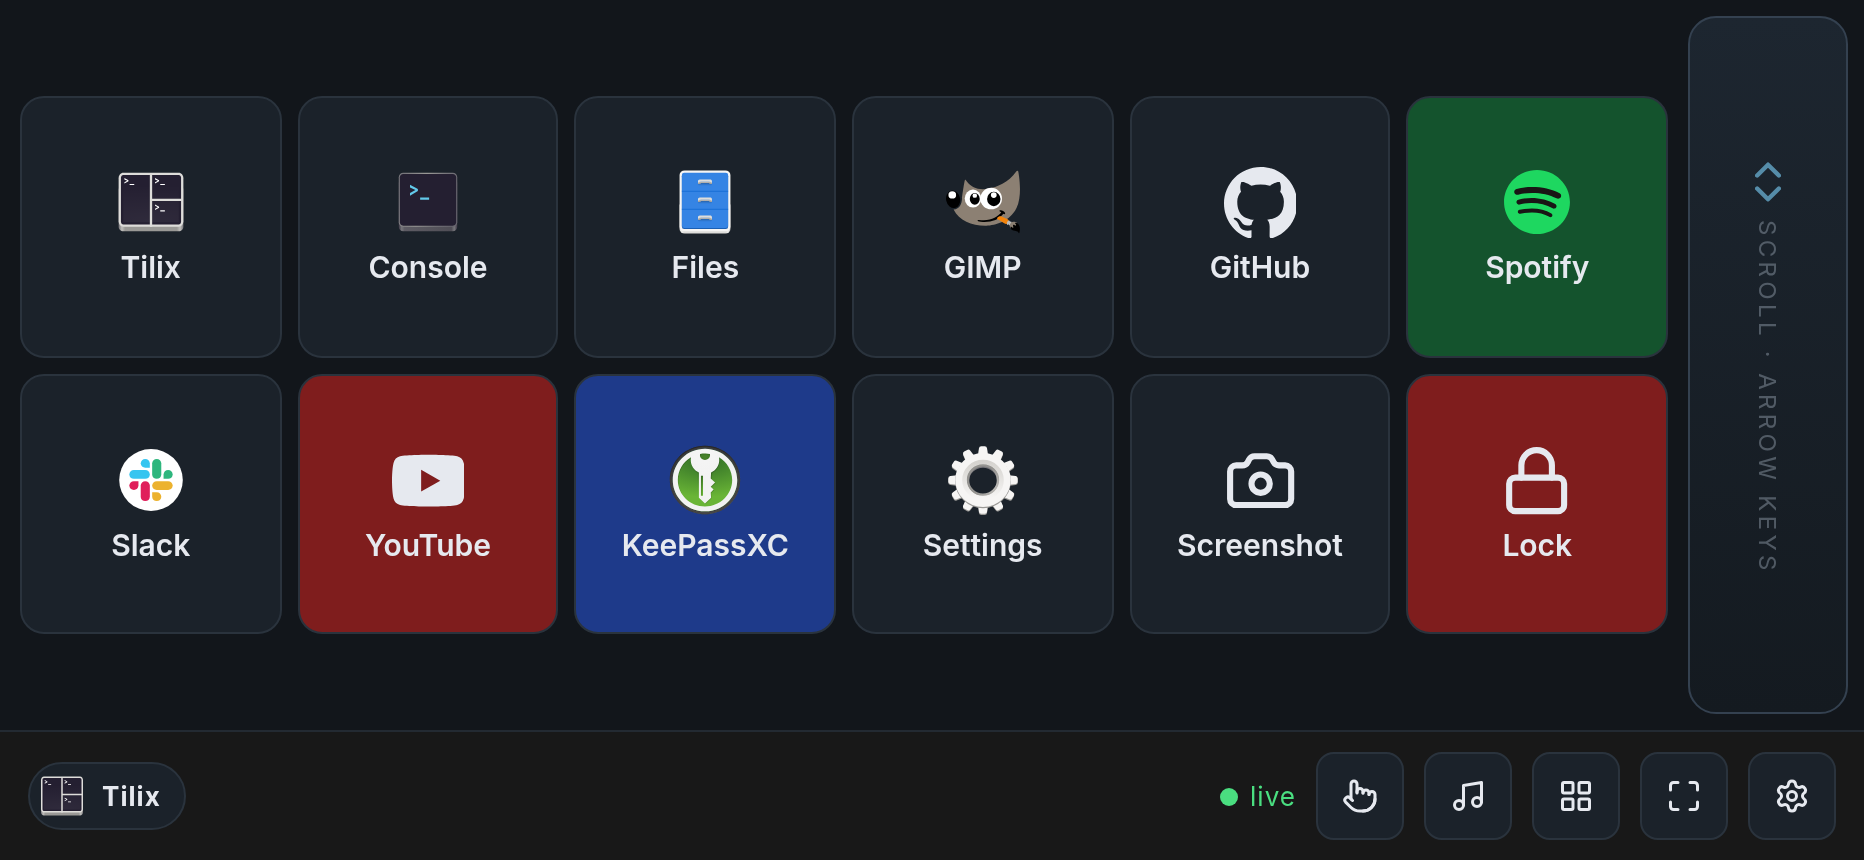 Tilix
Console
Files
GIMP
GitHub
Spotify
Slack
YouTube
KeePassXC
Settings
Screenshot
Lock
SCROLL · ARROW KEYS
Tilix
live